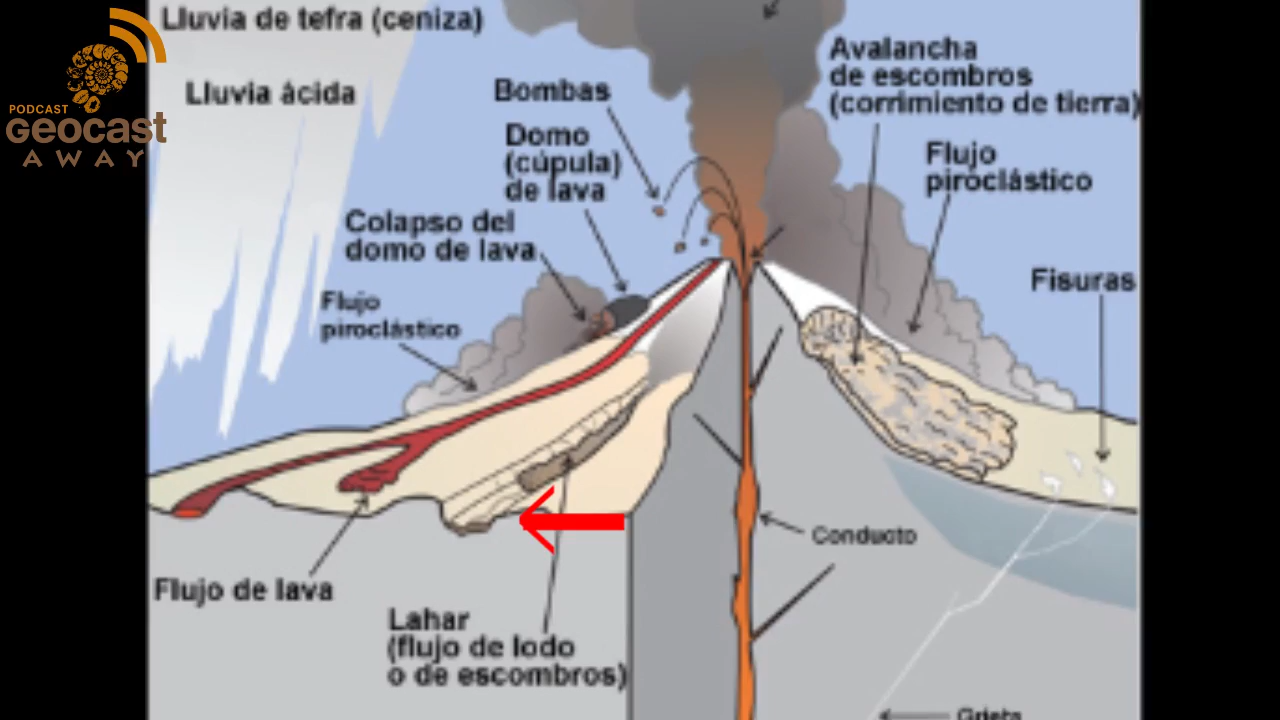 Lluvia de tefra (ceniza)
Lluvia ácida
PODCAST
GEOCAST
AWAY
Bombas
Domo
(cúpula)
de lava
Colapso del
domo de lava
Flujo
piroclástico
Avalancha
de escombros
(corrimiento de tierra)
Flujo
piroclástico
Fisuras
Conducto
Flujo de lava
Lahar
(flujo de lodo
o de escombros)
Grieta